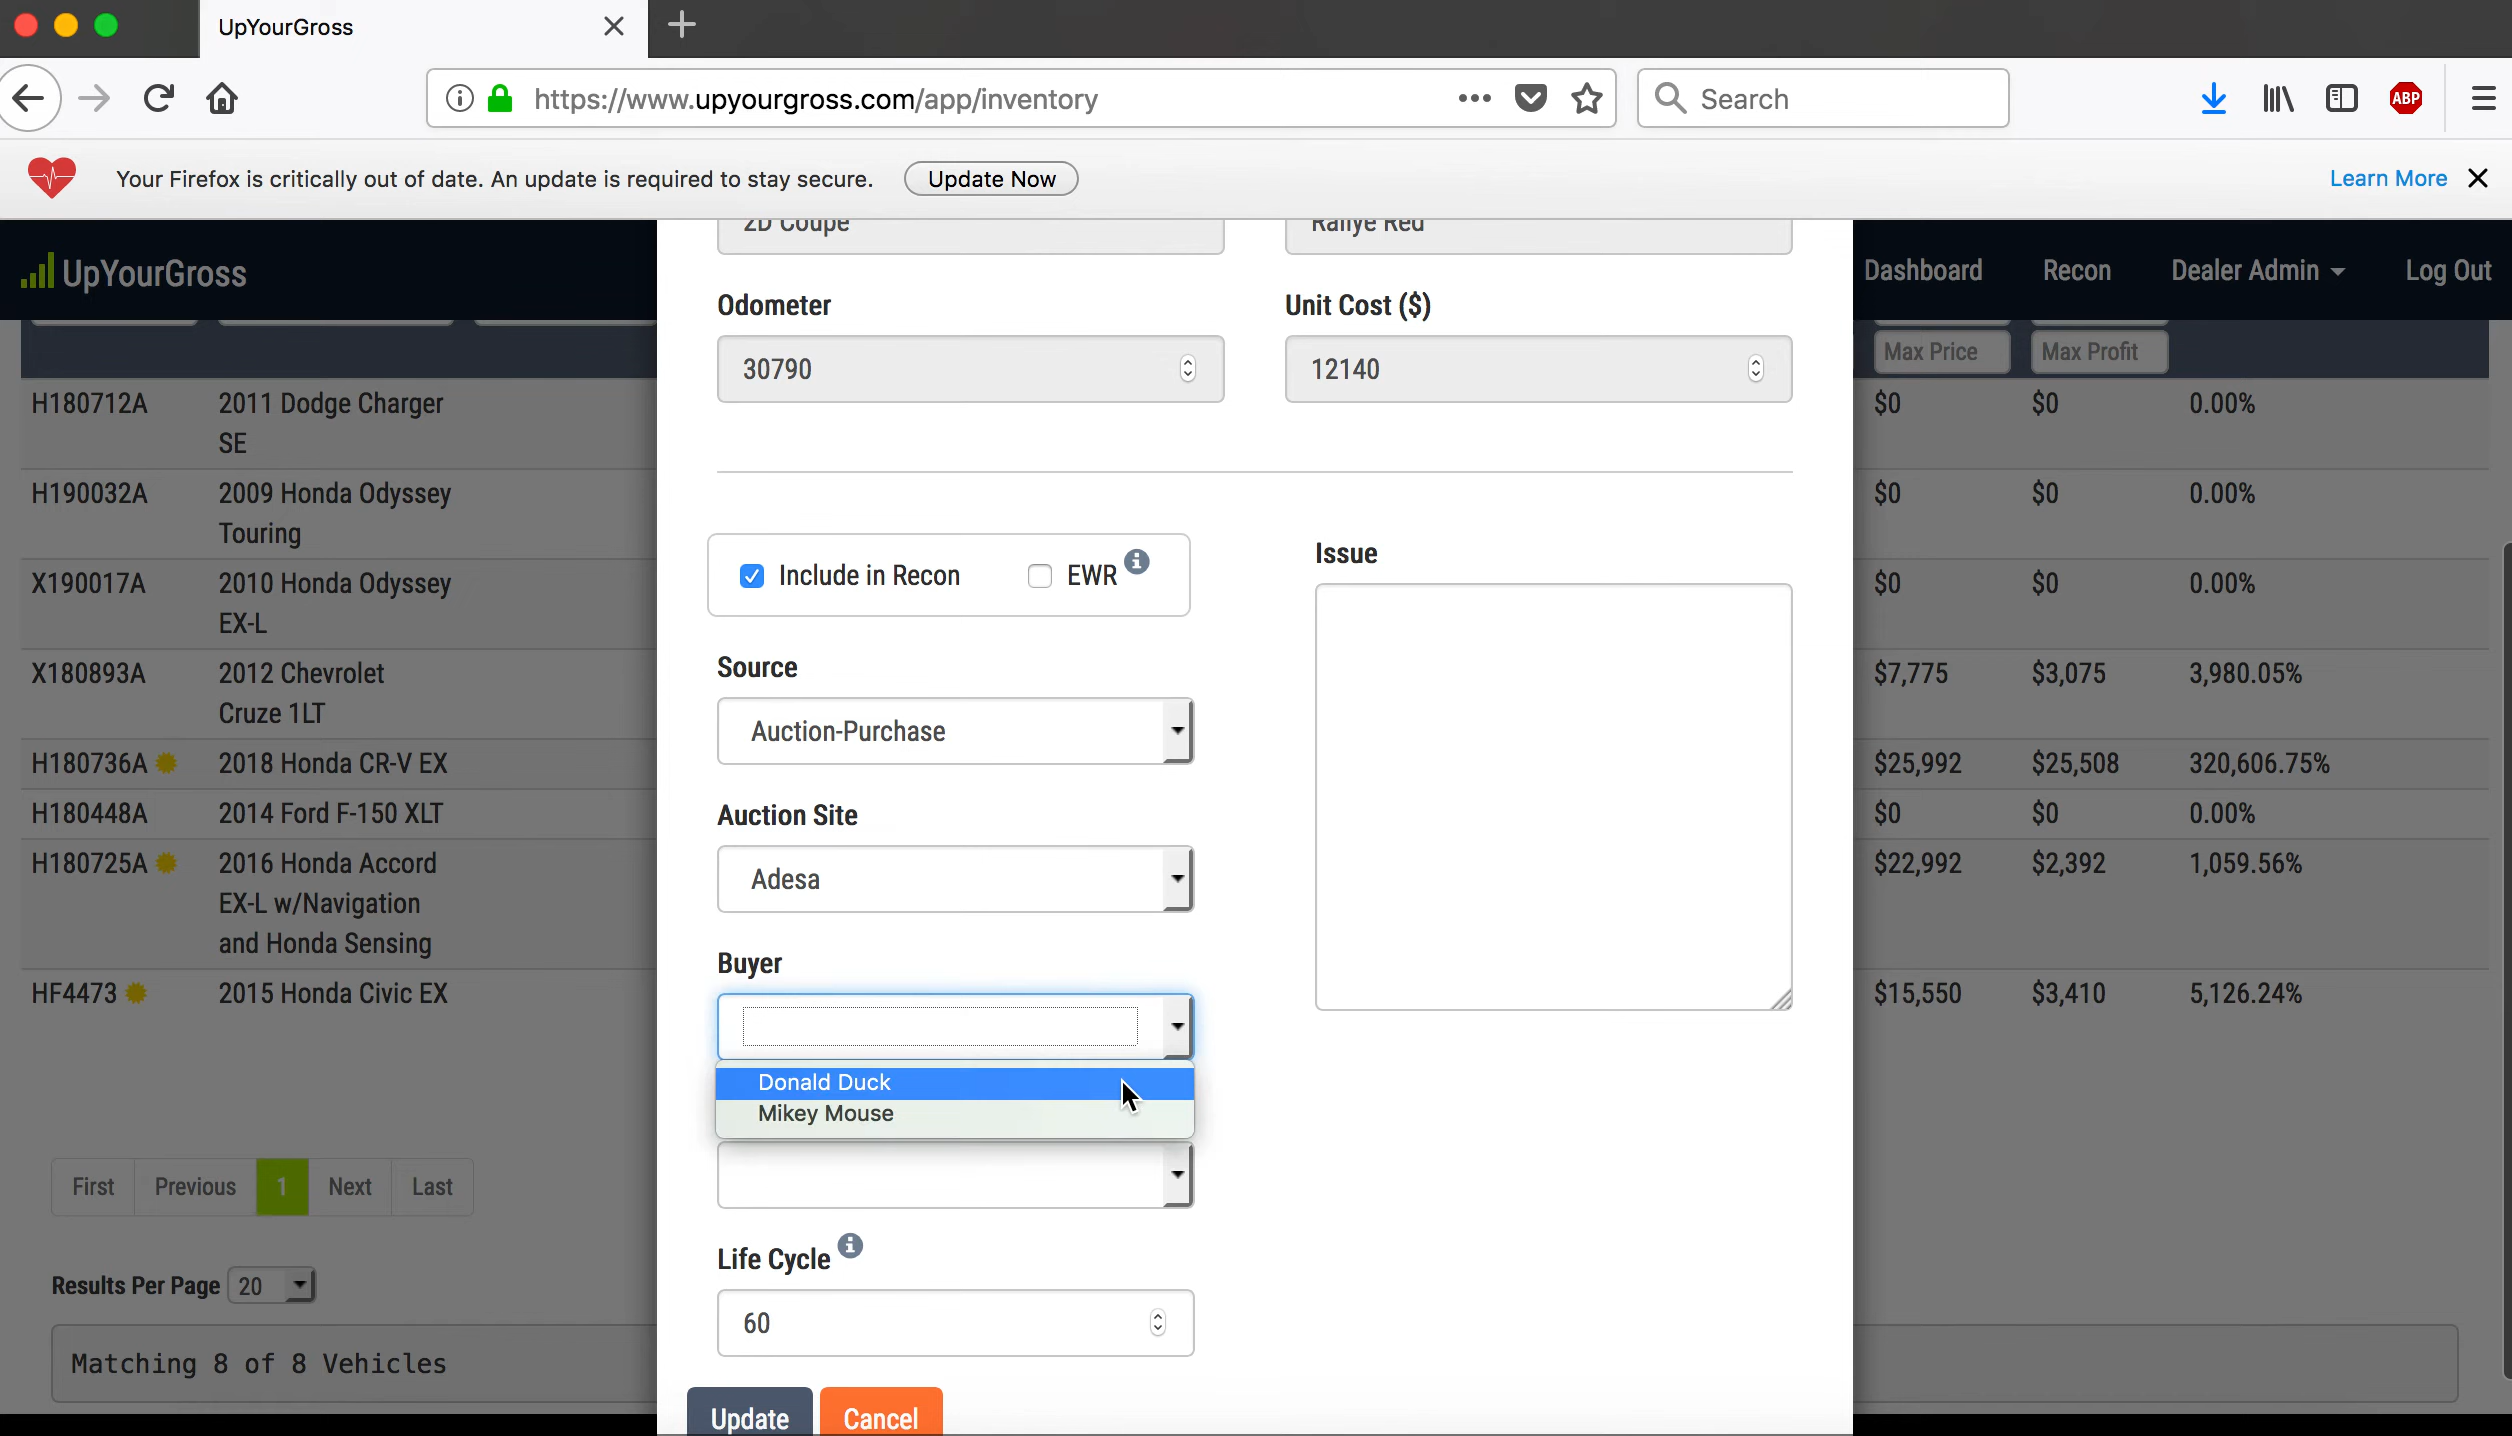 UpYourGross
https://www.upyourgross.com/app/inventory
Search
ABP
Your Firefox is critically out of date. An update is required to stay secure.
Update Now
Learn More
UpYourGross
Dashboard
Recon
Dealer Admin
Log Out
2D Coupe
Rallye Red
Odometer
Unit Cost ($)
30790
12140
Max Price
Max Profit
H180712A
2011 Dodge Charger
SE
$0
$0
0.00%
H190032A
2009 Honda Odyssey
Touring
$0
$0
0.00%
X190017A
2010 Honda Odyssey
EX-L
$0
$0
0.00%
X180893A
2012 Chevrolet
Cruze 1LT
$7,775
$3,075
3,980.05%
H180736A
2018 Honda CR-V EX
$25,992
$25,508
320,606.75%
H180448A
2014 Ford F-150 XLT
$0
$0
0.00%
H180725A
2016 Honda Accord
EX-L w/Navigation
and Honda Sensing
$22,992
$2,392
1,059.56%
HF4473
2015 Honda Civic EX
$15,550
$3,410
5,126.24%
Include in Recon
EWR
Issue
Source
Auction-Purchase
Auction Site
Adesa
Buyer
Donald Duck
Mikey Mouse
Life Cycle
60
Update
Cancel
First
Previous
1
Next
Last
Results Per Page
20
Matching 8 of 8 Vehicles